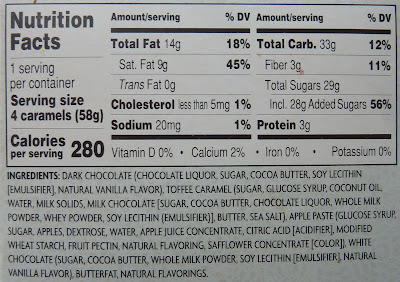 Nutrition Facts
1 serving per container
Serving size
4 caramels (58g)
Calories per serving 280
Amount/serving % DV
Total Fat 14g 18%
Sat. Fat 9g 45%
Trans Fat 0g
Cholesterol less than 5mg 1%
Sodium 20mg 1%
Amount/serving % DV
Total Carb. 33g 12%
Fiber 3g 11%
Total Sugars 29g
Incl. 28g Added Sugars 56%
Protein 3g
Vitamin D 0% • Calcium 2% • Iron 0% • Potassium 0%
INGREDIENTS: DARK CHOCOLATE (CHOCOLATE LIQUOR, SUGAR, COCOA BUTTER, SOY LECITHIN
[EMULSIFIER], NATURAL VANILLA FLAVOR), TOFFEE CARAMEL (SUGAR, GLUCOSE SYRUP, COCONUT OIL,
WATER, MILK SOLIDS, MILK CHOCOLATE [SUGAR, COCOA BUTTER, CHOCOLATE LIQUOR, WHOLE MILK
POWDER, WHEY POWDER, SOY LECITHIN (EMULSIFIER)], BUTTER, SEA SALT), APPLE PASTE (GLUCOSE SYRUP,
SUGAR, APPLES, DEXTROSE, WATER, APPLE JUICE CONCENTRATE, CITRIC ACID [ACIDIFIER], MODIFIED
WHEAT STARCH, FRUIT PECTIN, NATURAL FLAVORING, SAFFLOWER CONCENTRATE [COLOR]), WHITE
CHOCOLATE (SUGAR, COCOA BUTTER, WHOLE MILK POWDER, SOY LECITHIN [EMULSIFIER], NATURAL
VANILLA FLAVOR), BUTTERFAT, NATURAL FLAVORINGS.